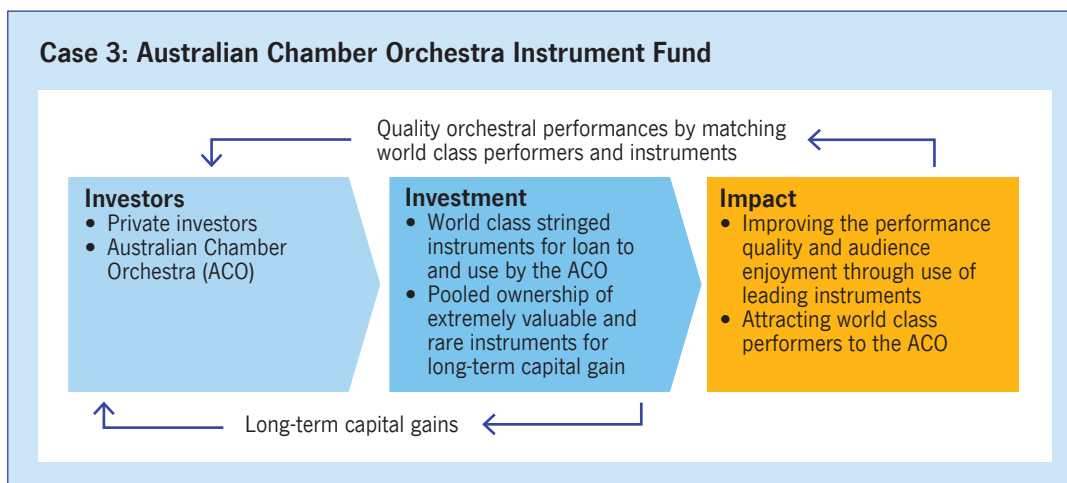 Case 3: Australian Chamber Orchestra Instrument Fund
Quality orchestral performances by matching
world class performers and instruments
Investors
• Private investors
• Australian Chamber
Orchestra (ACO)
Investment
• World class stringed
instruments for loan to
and use by the ACO
• Pooled ownership of
extremely valuable and
rare instruments for
long-term capital gain
Impact
• Improving the performance
quality and audience
enjoyment through use of
leading instruments
• Attracting world class
performers to the ACO
Long-term capital gains